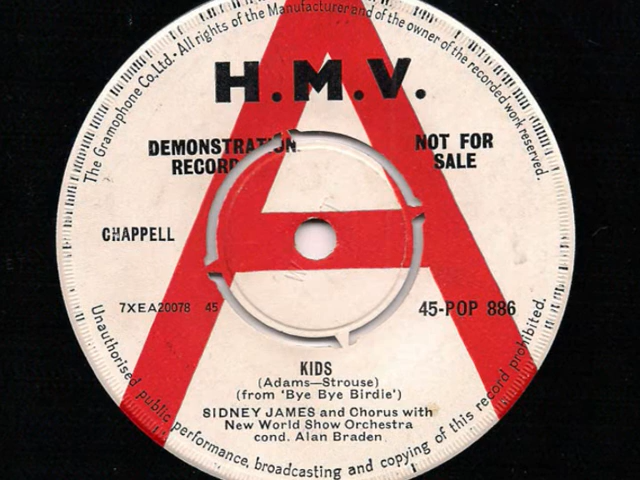 The Gramophone Co.Ltd. · All rights of the Manufacturer and of the owner of the recorded work reserved.
H.M.V.
DEMONSTRATION
RECORD
NOT FOR
SALE
CHAPPELL
7XEA20078 45
45-POP 886
KIDS
(Adams—Strouse)
(from 'Bye Bye Birdie')
SIDNEY JAMES and Chorus with
New World Show Orchestra
cond. Alan Braden
Unauthorised public performance, broadcasting and copying of this record prohibited.